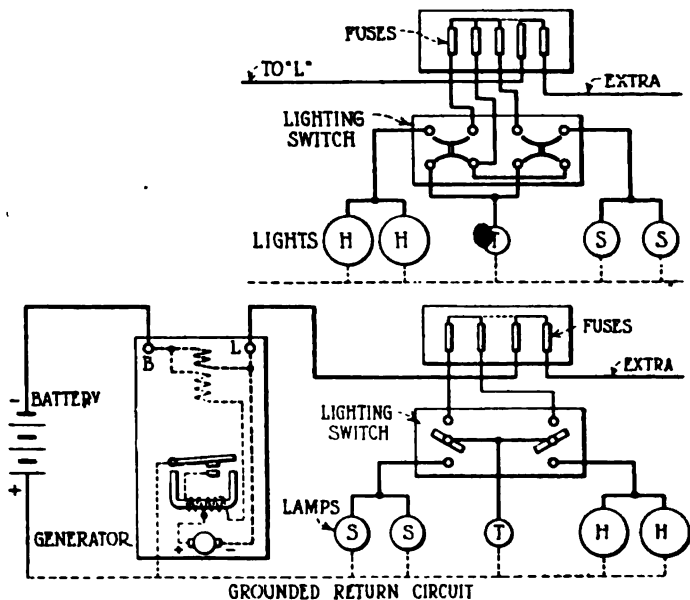 FUSES
TO "L"
EXTRA
LIGHTING
SWITCH
LIGHTS
H H T S S
B L
FUSES
EXTRA
- BATTERY
+
LIGHTING
SWITCH
LAMPS
S S T H H
GENERATOR
+ -
GROUNDED RETURN CIRCUIT